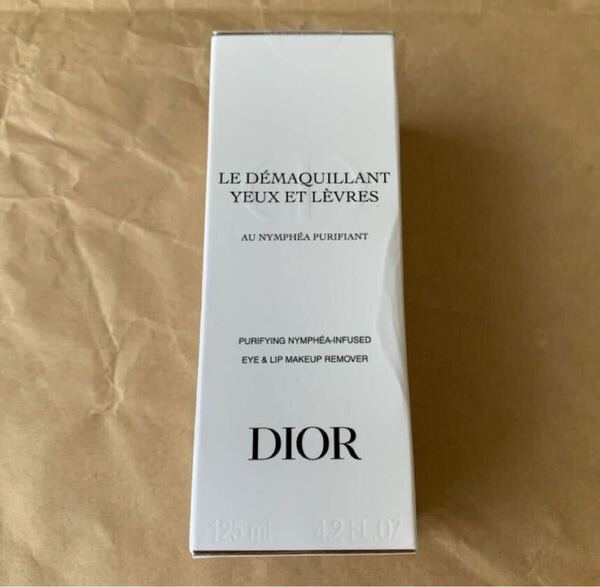 LE DÉMAQUILLANT
YEUX ET LÈVRES
AU NYMPHÉA PURIFIANT
PURIFYING NYMPHÉA-INFUSED
EYE & LIP MAKEUP REMOVER
DIOR
125 ml 4.2 FL.OZ